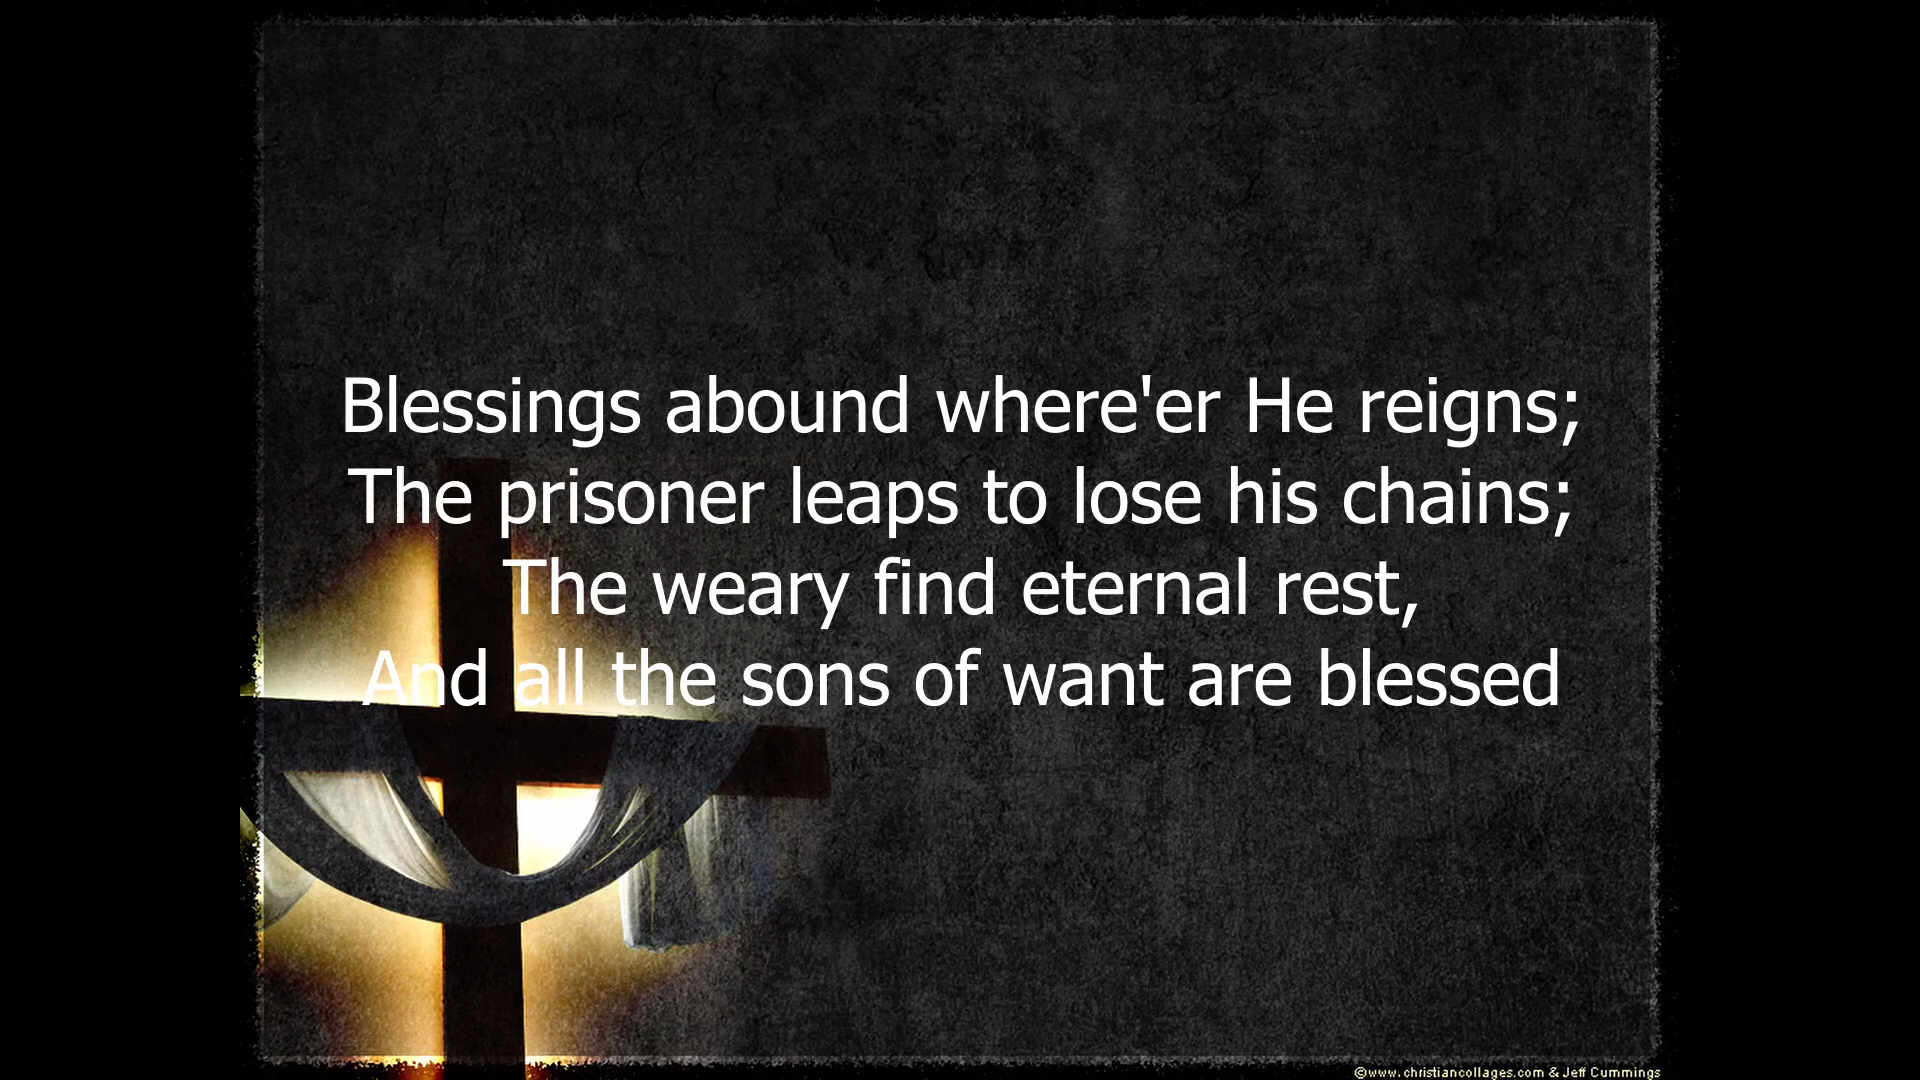 Blessings abound where'er He reigns;
The prisoner leaps to lose his chains;
The weary find eternal rest,
And all the sons of want are blessed
©www.christiancollages.com & Jeff Cummings